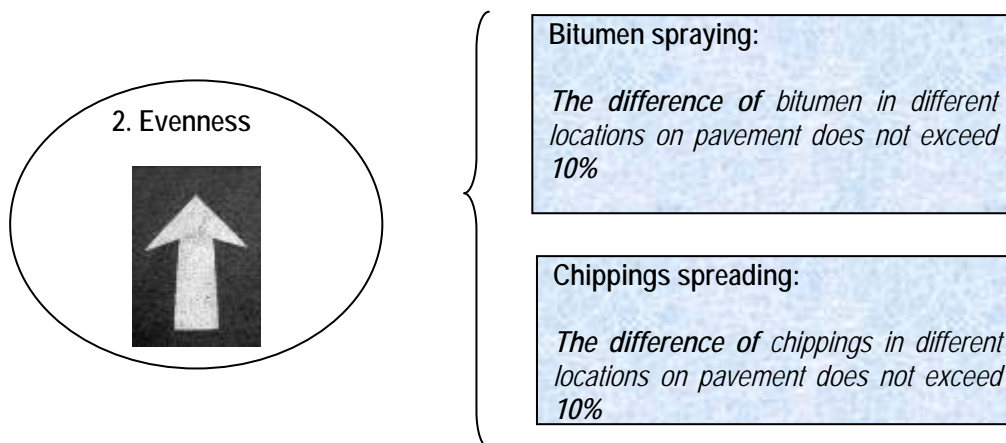 2. Evenness
Bitumen spraying:
The difference of bitumen in different
locations on pavement does not exceed
10%
Chippings spreading:
The difference of chippings in different
locations on pavement does not exceed
10%